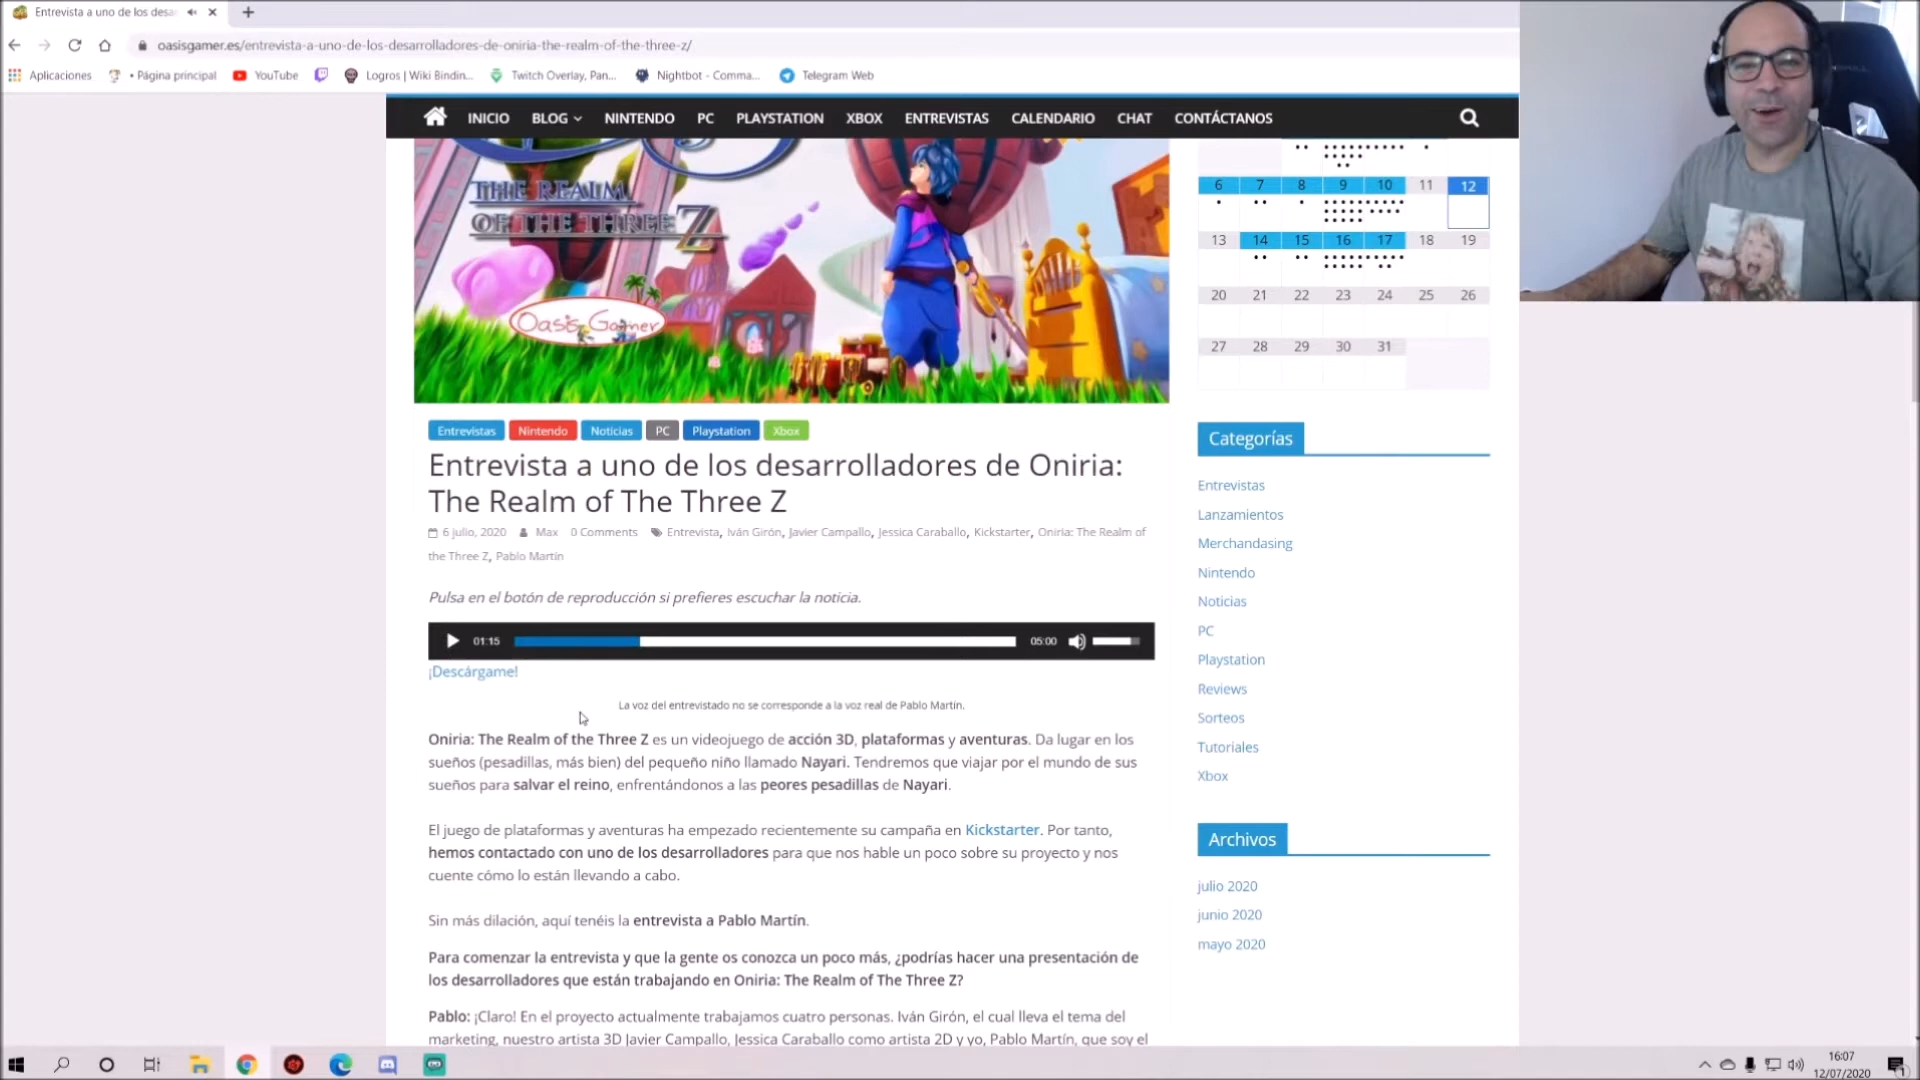 Entrevista a uno de los desa
oasisgamer.es/entrevista-a-uno-de-los-desarrolladores-de-oniria-the-realm-of-the-three-z/
Aplicaciones • Página principal YouTube Logros | Wiki Bindin... Twitch Overlay, Pan... Nightbot - Comma... Telegram Web
INICIO BLOG NINTENDO PC PLAYSTATION XBOX ENTREVISTAS CALENDARIO CHAT CONTÁCTANOS
THE REALM
OF THE THREE Z
Oasis Gamer
6 7 8 9 10 11 12
13 14 15 16 17 18 19
20 21 22 23 24 25 26
27 28 29 30 31
Entrevistas Nintendo Noticias PC Playstation Xbox
Entrevista a uno de los desarrolladores de Oniria:
The Realm of The Three Z
6 julio, 2020 Max 0 Comments Entrevista, Iván Girón, Javier Campallo, Jessica Caraballo, Kickstarter, Oniria: The Realm of
the Three Z, Pablo Martín
Pulsa en el botón de reproducción si prefieres escuchar la noticia.
01:15 05:00
¡Descárgame!
La voz del entrevistado no se corresponde a la voz real de Pablo Martín.
Oniria: The Realm of the Three Z es un videojuego de acción 3D, plataformas y aventuras. Da lugar en los
sueños (pesadillas, más bien) del pequeño niño llamado Nayari. Tendremos que viajar por el mundo de sus
sueños para salvar el reino, enfrentándonos a las peores pesadillas de Nayari.
El juego de plataformas y aventuras ha empezado recientemente su campaña en Kickstarter. Por tanto,
hemos contactado con uno de los desarrolladores para que nos hable un poco sobre su proyecto y nos
cuente cómo lo están llevando a cabo.
Sin más dilación, aquí tenéis la entrevista a Pablo Martín.
Para comenzar la entrevista y que la gente os conozca un poco más, ¿podrías hacer una presentación de
los desarrolladores que están trabajando en Oniria: The Realm of The Three Z?
Pablo: ¡Claro! En el proyecto actualmente trabajamos cuatro personas. Iván Girón, el cual lleva el tema del
marketing, nuestro artista 3D Javier Campallo, Jessica Caraballo como artista 2D y yo, Pablo Martín, que soy el
Categorías
Entrevistas
Lanzamientos
Merchandasing
Nintendo
Noticias
PC
Playstation
Reviews
Sorteos
Tutoriales
Xbox
Archivos
julio 2020
junio 2020
mayo 2020
16:07
12/07/2020
1